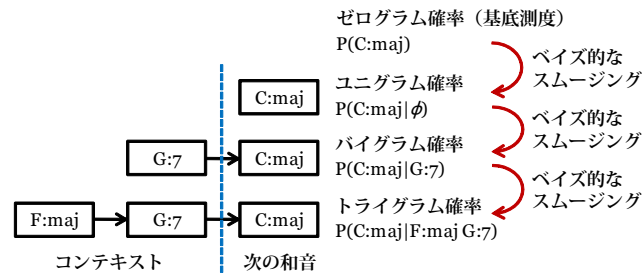 ゼログラム確率（基底測度）
P(C:maj)
ベイズ的な
スムージング
ユニグラム確率
C:maj
P(C:maj|ϕ)
ベイズ的な
スムージング
バイグラム確率
G:7
C:maj
P(C:maj|G:7)
ベイズ的な
スムージング
トライグラム確率
F:maj
G:7
C:maj
P(C:maj|F:maj G:7)
コンテキスト
次の和音